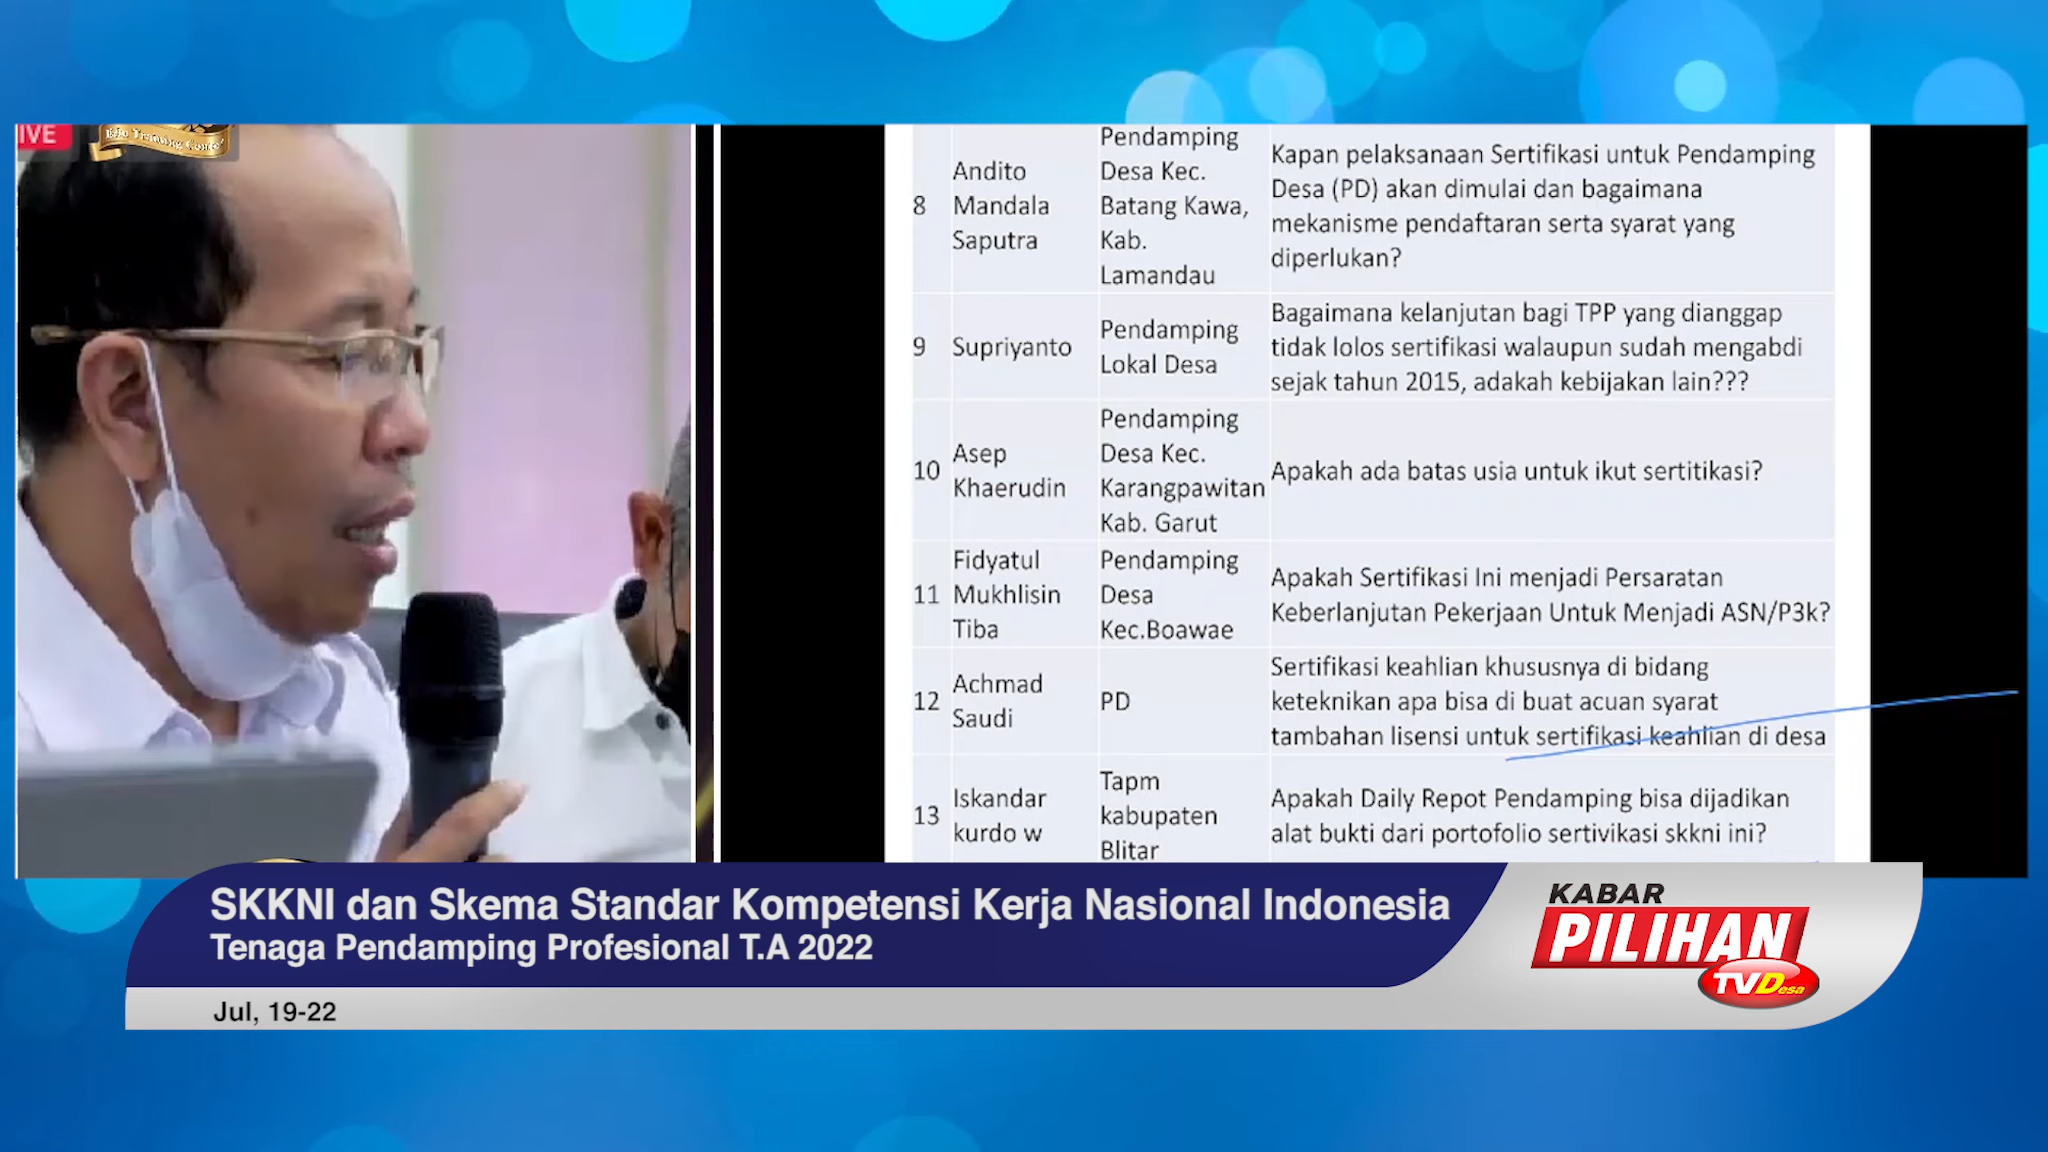 IVE
Pendamping
Desa Kec.
Batang Kawa,
Kab.
Lamandau
8
Andito
Mandala
Saputra
Kapan pelaksanaan Sertifikasi untuk Pendamping
Desa (PD) akan dimulai dan bagaimana
mekanisme pendaftaran serta syarat yang
diperlukan?
9
Supriyanto
Pendamping
Lokal Desa
Bagaimana kelanjutan bagi TPP yang dianggap
tidak lolos sertifikasi walaupun sudah mengabdi
sejak tahun 2015, adakah kebijakan lain???
10
Asep
Khaerudin
Pendamping
Desa Kec.
Karangpawitan
Kab. Garut
Apakah ada batas usia untuk ikut sertitikasi?
11
Fidyatul
Mukhlisin
Tiba
Pendamping
Desa
Kec.Boawae
Apakah Sertifikasi Ini menjadi Persaratan
Keberlanjutan Pekerjaan Untuk Menjadi ASN/P3k?
12
Achmad
Saudi
PD
Sertifikasi keahlian khususnya di bidang
keteknikan apa bisa di buat acuan syarat
tambahan lisensi untuk sertifikasi keahlian di desa
13
Iskandar
kurdo w
Tapm
kabupaten
Blitar
Apakah Daily Repot Pendamping bisa dijadikan
alat bukti dari portofolio sertivikasi skkni ini?
SKKNI dan Skema Standar Kompetensi Kerja Nasional Indonesia
Tenaga Pendamping Profesional T.A 2022
Jul, 19-22
KABAR
PILIHAN
TVDesa